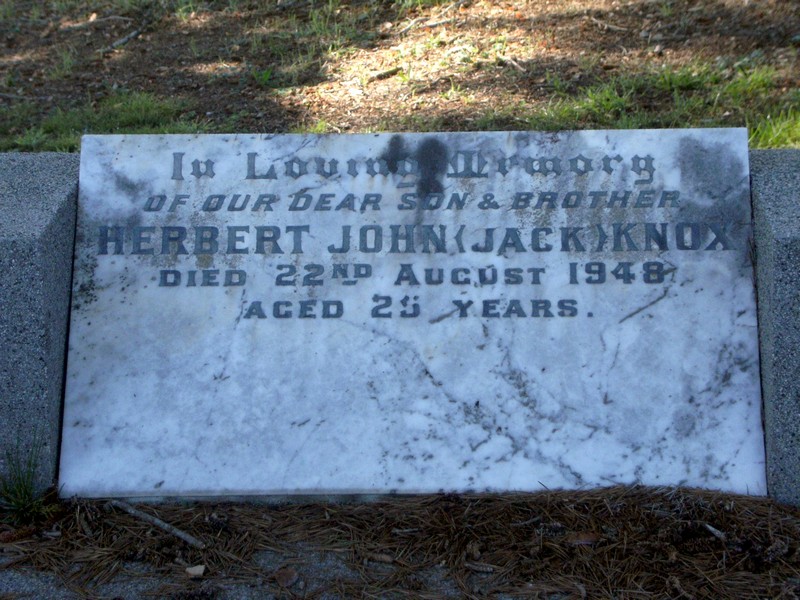 In Loving Memory
OF OUR DEAR SON & BROTHER
HERBERT JOHN (JACK) KNOX
DIED 22ND AUGUST 1948
AGED YEARS.